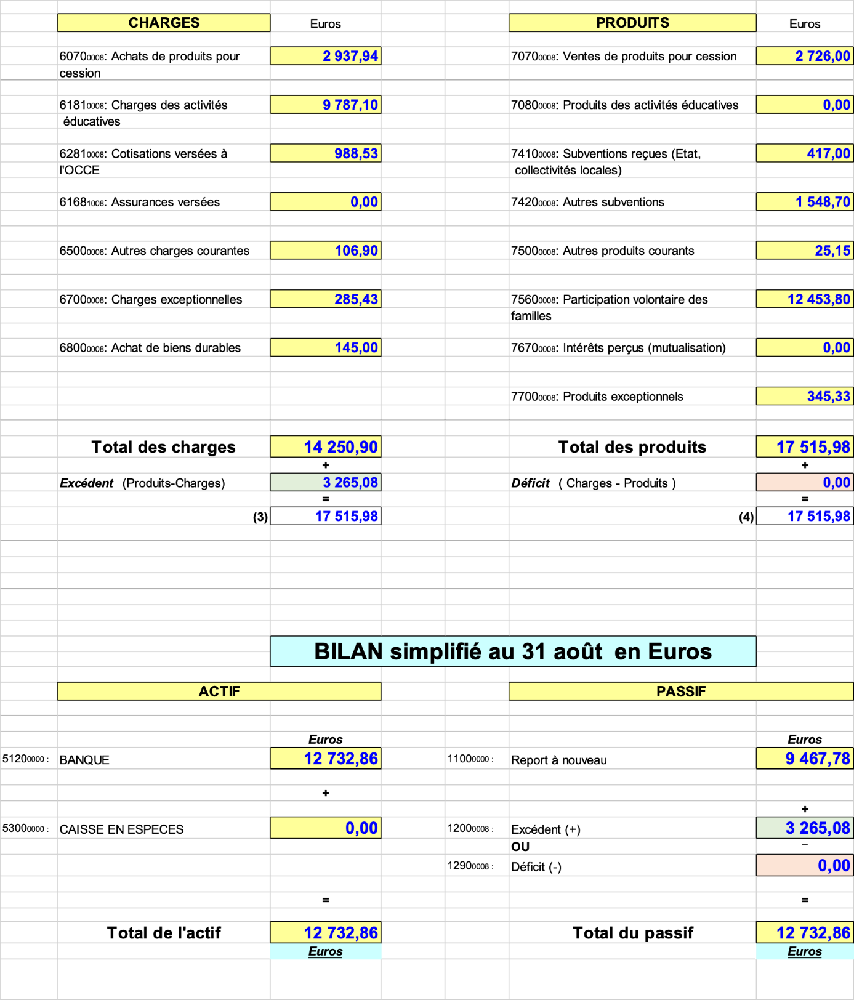 CHARGES Euros PRODUITS Euros
60700008: Achats de produits pour 2 937,94 70700008: Ventes de produits pour cession 2 726,00
cession
61810008: Charges des activités 9 787,10 70800008: Produits des activités éducatives 0,00
éducatives
62810008: Cotisations versées à 988,53 74100008: Subventions reçues (Etat, 417,00
l'OCCE collectivités locales)
61681008: Assurances versées 0,00 74200008: Autres subventions 1 548,70
65000008: Autres charges courantes 106,90 75000008: Autres produits courants 25,15
67000008: Charges exceptionnelles 285,43 75600008: Participation volontaire des 12 453,80
familles
68000008: Achat de biens durables 145,00 76700008: Intérêts perçus (mutualisation) 0,00
77000008: Produits exceptionnels 345,33
Total des charges 14 250,90 Total des produits 17 515,98
+ +
Excédent (Produits-Charges) 3 265,08 Déficit ( Charges - Produits ) 0,00
= =
(3) 17 515,98 (4) 17 515,98
BILAN simplifié au 31 août en Euros
ACTIF PASSIF
Euros Euros
51200000 : BANQUE 12 732,86 11000000 : Report à nouveau 9 467,78
+
+
53000000 : CAISSE EN ESPECES 0,00 12000008 : Excédent (+) 3 265,08
OU –
12900008 : Déficit (-) 0,00
= =
Total de l'actif 12 732,86 Total du passif 12 732,86
Euros Euros